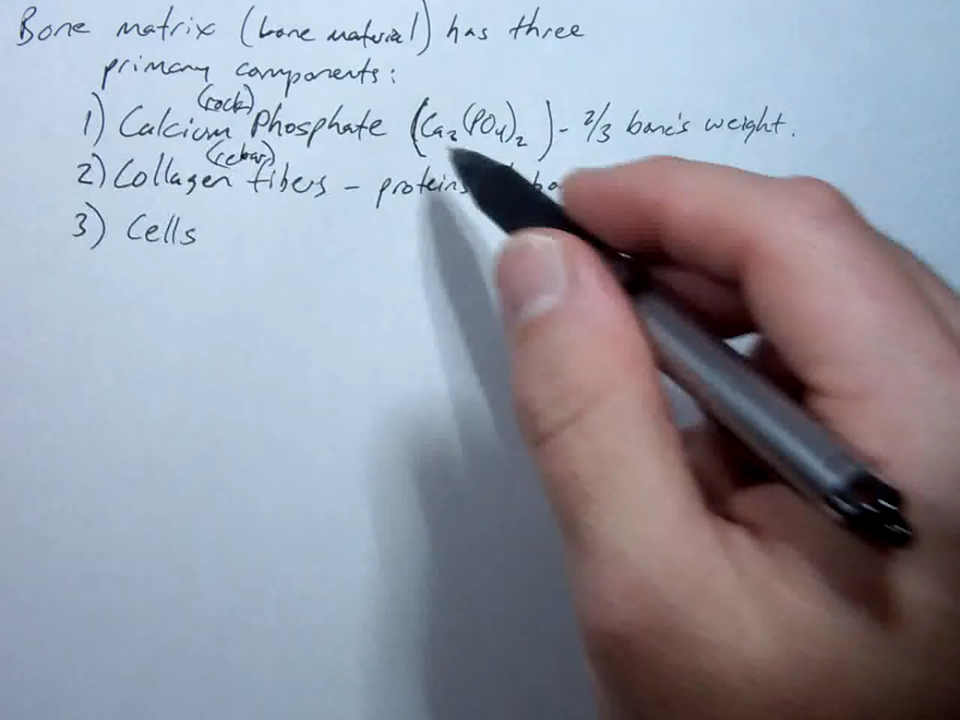 Bone matrix (bone material) has three
primary components:
(rock)
1) Calcium Phosphate (Ca₃(PO₄)₂) - 2/3 bone's weight.
(rebar)
2) Collagen fibers - proteins
3) Cells